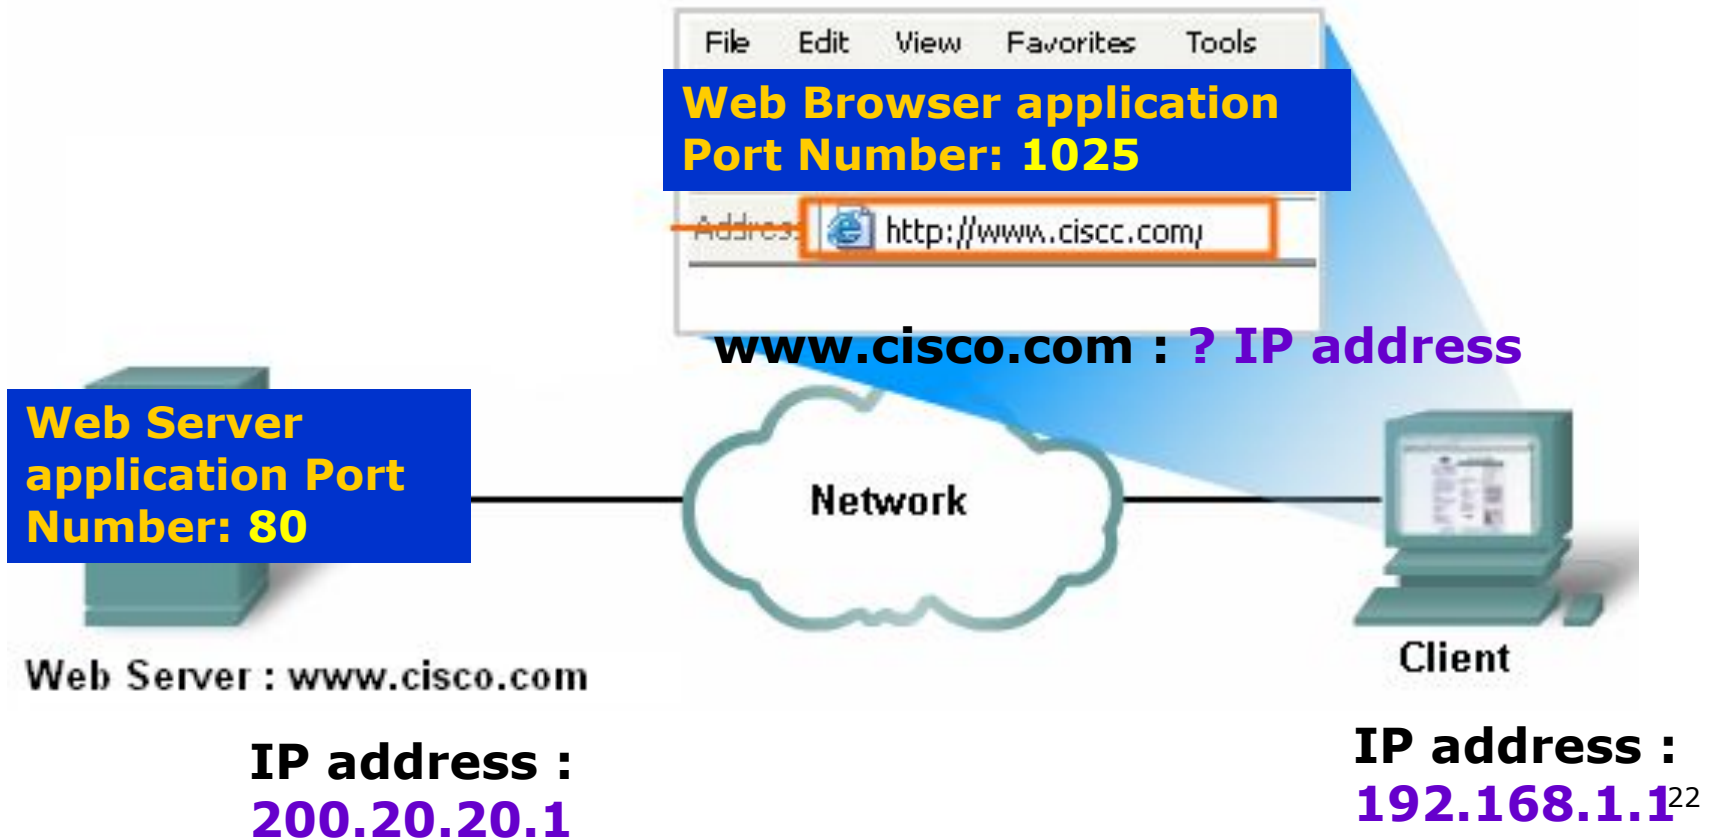 File Edit View Favorites Tools
Web Browser application
Port Number: 1025
Address http://www.ciscc.com/
www.cisco.com : ? IP address
Web Server
application Port
Number: 80
Network
Client
Web Server : www.cisco.com
IP address :
200.20.20.1
IP address :
192.168.1.1
22